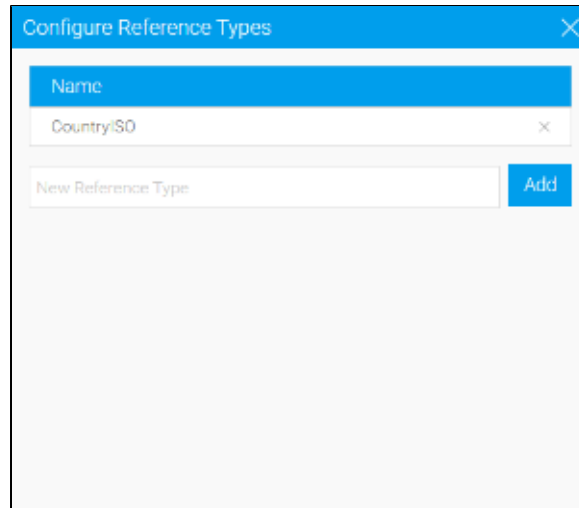 Configure Reference Types
Name
CountryISO
New Reference Type
Add